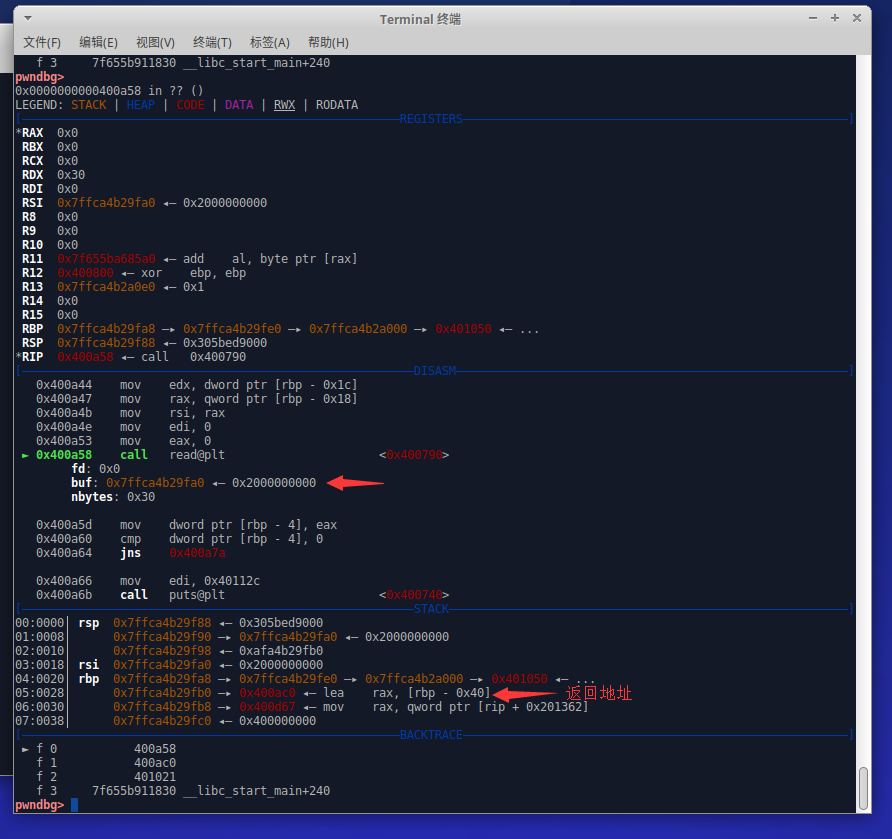 Terminal 终端
文件(F) 编辑(E) 视图(V) 终端(T) 标签(A) 帮助(H)
f 3 7f655b911830 __libc_start_main+240
pwndbg>
0x0000000000400a58 in ?? ()
LEGEND: STACK | HEAP | CODE | DATA | RWX | RODATA
[─REGISTERS─]
*RAX 0x0
RBX 0x0
RCX 0x0
RDX 0x30
RDI 0x0
RSI 0x7ffca4b29fa0 ◂— 0x2000000000
R8 0x0
R9 0x0
R10 0x0
R11 0x7f655ba685a0 ◂— add al, byte ptr [rax]
R12 0x400800 ◂— xor ebp, ebp
R13 0x7ffca4b2a0e0 ◂— 0x1
R14 0x0
R15 0x0
RBP 0x7ffca4b29fa8 —▸ 0x7ffca4b29fe0 —▸ 0x7ffca4b2a000 —▸ 0x401050 ◂— ...
RSP 0x7ffca4b29f88 ◂— 0x305bed9000
*RIP 0x400a58 ◂— call 0x400790
[─DISASM─]
0x400a44 mov edx, dword ptr [rbp - 0x1c]
0x400a47 mov rax, qword ptr [rbp - 0x18]
0x400a4b mov rsi, rax
0x400a4e mov edi, 0
0x400a53 mov eax, 0
► 0x400a58 call read@plt <0x400790>
fd: 0x0
buf: 0x7ffca4b29fa0 ◂— 0x2000000000
nbytes: 0x30
0x400a5d mov dword ptr [rbp - 4], eax
0x400a60 cmp dword ptr [rbp - 4], 0
0x400a64 jns 0x400a7a
0x400a66 mov edi, 0x40112c
0x400a6b call puts@plt <0x400740>
[─STACK─]
00:0000│ rsp 0x7ffca4b29f88 ◂— 0x305bed9000
01:0008│ 0x7ffca4b29f90 —▸ 0x7ffca4b29fa0 ◂— 0x2000000000
02:0010│ 0x7ffca4b29f98 ◂— 0xafa4b29fb0
03:0018│ rsi 0x7ffca4b29fa0 ◂— 0x2000000000
04:0020│ rbp 0x7ffca4b29fa8 —▸ 0x7ffca4b29fe0 —▸ 0x7ffca4b2a000 —▸ 0x401050 ◂— ...
05:0028│ 0x7ffca4b29fb0 —▸ 0x400ac0 ◂— lea rax, [rbp - 0x40] 返回地址
06:0030│ 0x7ffca4b29fb8 —▸ 0x400d67 ◂— mov rax, qword ptr [rip + 0x201362]
07:0038│ 0x7ffca4b29fc0 ◂— 0x400000000
[─BACKTRACE─]
► f 0 400a58
f 1 400ac0
f 2 401021
f 3 7f655b911830 __libc_start_main+240
pwndbg>